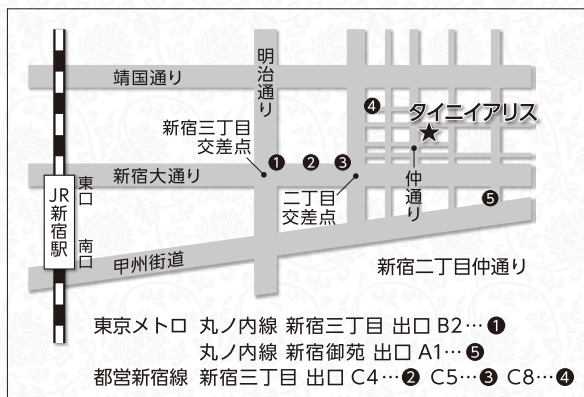 靖国通り
明治通り
❹
タイニイアリス
★
新宿三丁目
交差点
❶ ❷ ❸
新宿大通り
二丁目
交差点
仲通り
❺
JR新宿駅
東口
南口
甲州街道
新宿二丁目仲通り
東京メトロ 丸ノ内線 新宿三丁目 出口 B2… ❶
丸ノ内線 新宿御苑 出口 A1… ❺
都営新宿線 新宿三丁目 出口 C4… ❷ C5… ❸ C8… ❹